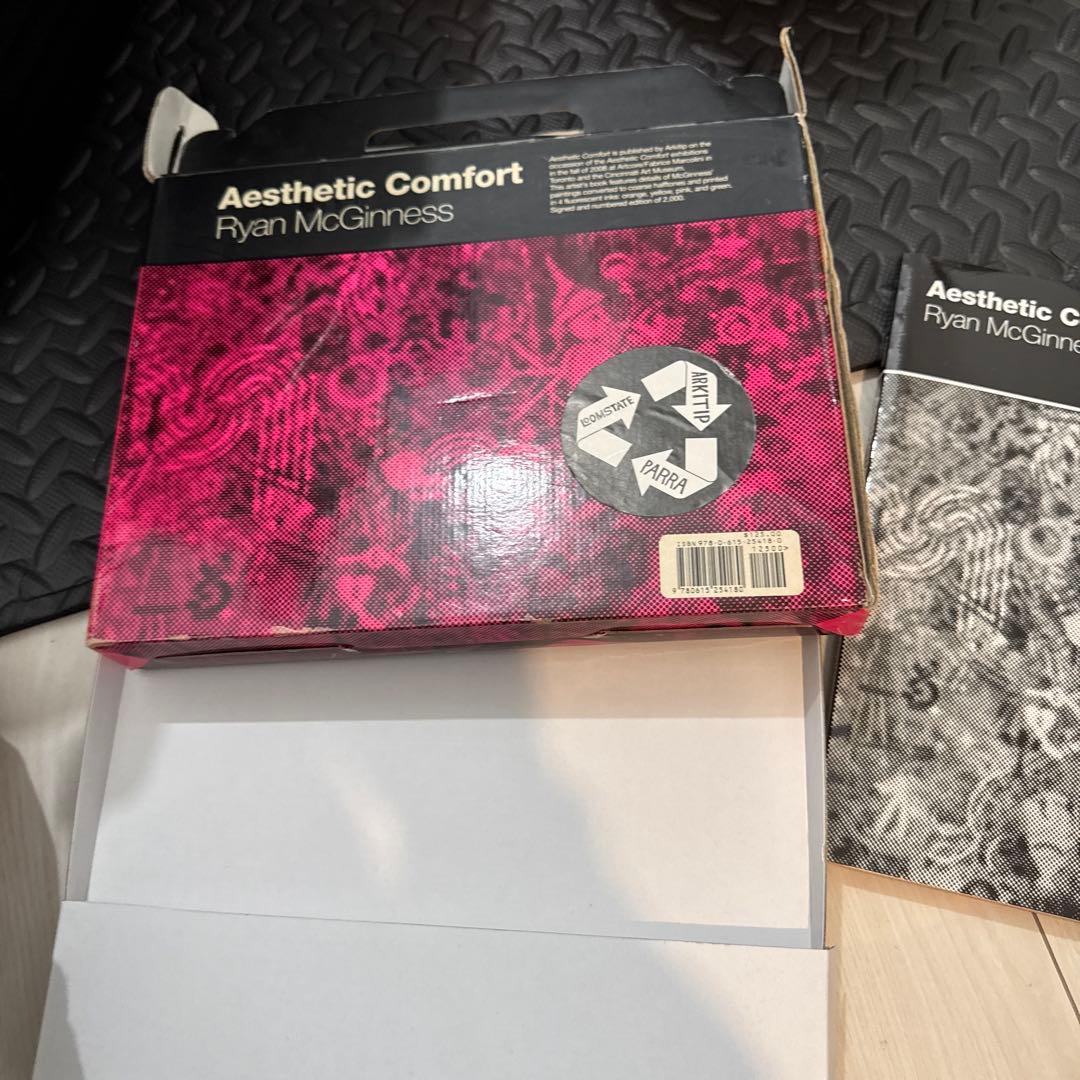 Aesthetic Comfort
Ryan McGinness
Aesthetic Comfort is published by Arkitip on the
occasion of the Aesthetic Comfort exhibitions
in the fall of 2008 at Artcore/Fabrice Marcolini in
Toronto and the Cincinnati Art Museum.
This artist's book features details of McGinness'
paintings converted to coarse halftones and printed
in 4 fluorescent inks: orange, yellow, pink, and green.
Signed and numbered edition of 2,000.
LOOMSTATE
ARKITIP
PARRA
$125.00
ISBN 978-0-615-25418-0
12500>
9 780615 254180
Aesthetic C
Ryan McGinne